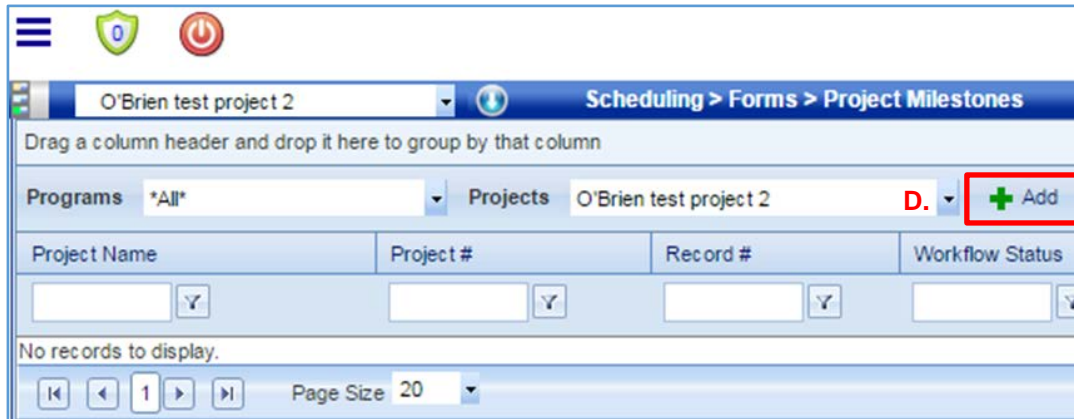 0
O'Brien test project 2 Scheduling > Forms > Project Milestones
Drag a column header and drop it here to group by that column
Programs *All* Projects O'Brien test project 2 D. Add
Project Name Project # Record # Workflow Status
No records to display.
1 Page Size 20